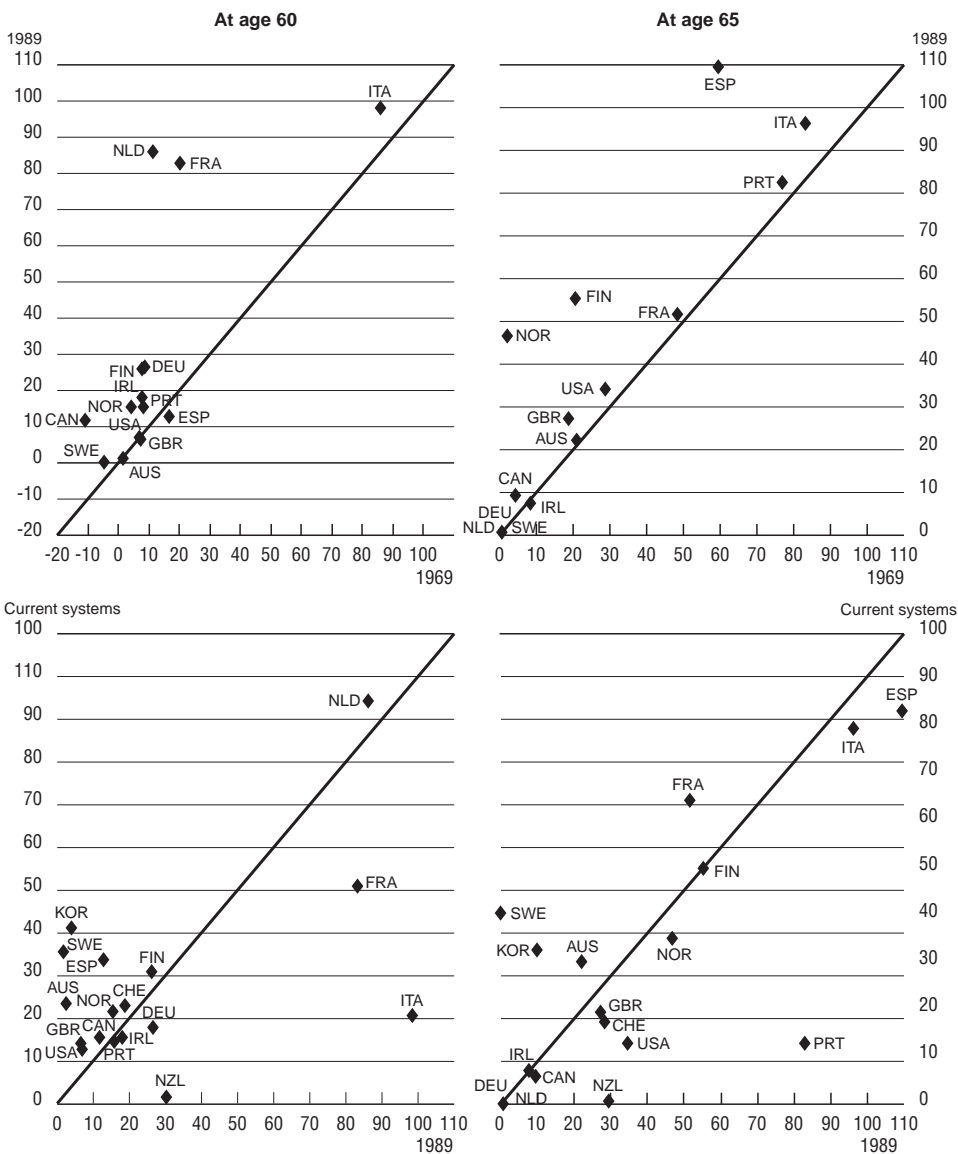 At age 60
At age 65
1989
1989
110
110
ESP
ITA
100
100
ITA
90
90
NLD
FRA
80
PRT
80
70
70
60
60
FIN
50
FRA
50
NOR
40
40
30
USA
30
FIN
DEU
IRL
20
GBR
20
NOR
PRT
AUS
CAN
ESP
10
USA
CAN
10
SWE
GBR
0
AUS
DEU
IRL
-10
NLD
SWE
-20
0
-20 -10 0 10 20 30 40 50 60 70 80 90 100
0 10 20 30 40 50 60 70 80 90 100 110
1969
1969
Current systems
Current systems
100
100
110
90
NLD
ESP
90
80
ITA
80
70
FRA
70
60
60
50
FRA
50
FIN
KOR
40
SWE
40
SWE
ESP
FIN
KOR
AUS
NOR
30
30
AUS
NOR
CHE
ITA
20
DEU
GBR
20
GBR
CAN
CHE
USA
PRT
IRL
USA
PRT
10
IRL
10
NZL
CAN
NZL
DEU
NLD
0
0
0 10 20 30 40 50 60 70 80 90 100 110
0 10 20 30 40 50 60 70 80 90 100 110
1989
1989